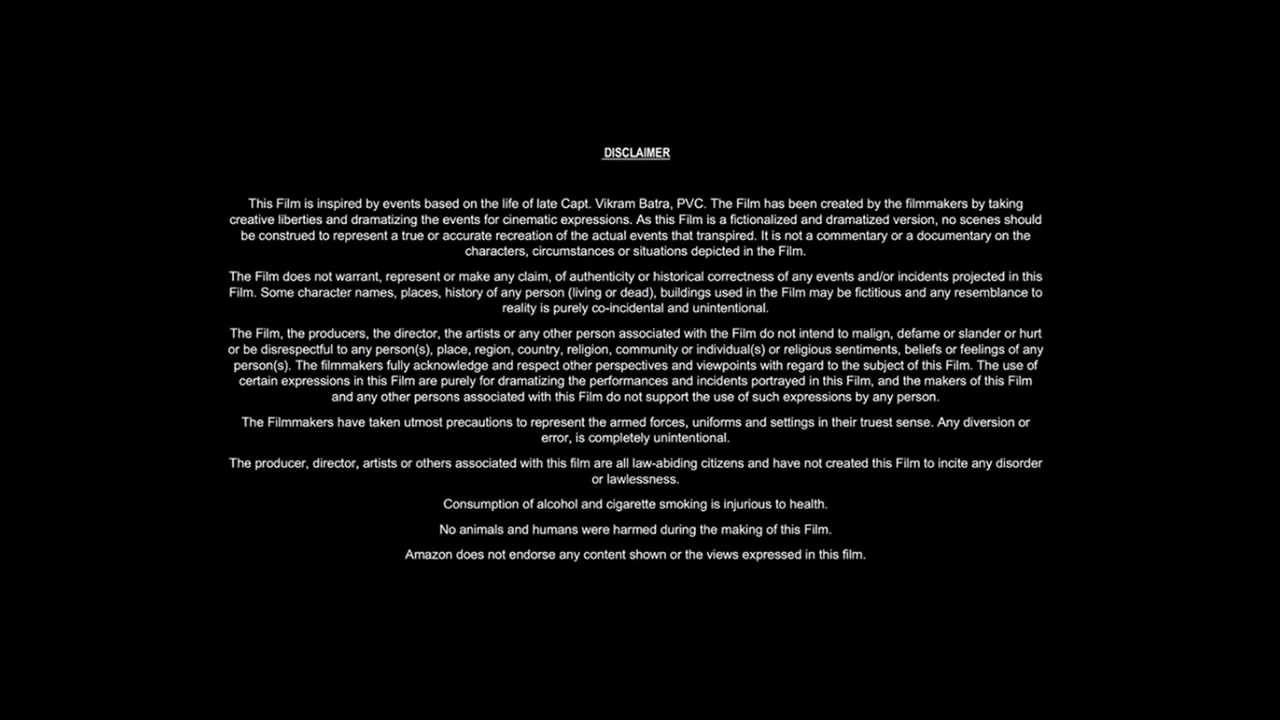 DISCLAIMER
This Film is inspired by events based on the life of late Capt. Vikram Batra, PVC. The Film has been created by the filmmakers by taking
creative liberties and dramatizing the events for cinematic expressions. As this Film is a fictionalized and dramatized version, no scenes should
be construed to represent a true or accurate recreation of the actual events that transpired. It is not a commentary or a documentary on the
characters, circumstances or situations depicted in the Film.
The Film does not warrant, represent or make any claim, of authenticity or historical correctness of any events and/or incidents projected in this
Film. Some character names, places, history of any person (living or dead), buildings used in the Film may be fictitious and any resemblance to
reality is purely co-incidental and unintentional.
The Film, the producers, the director, the artists or any other person associated with the Film do not intend to malign, defame or slander or hurt
or be disrespectful to any person(s), place, region, country, religion, community or individual(s) or religious sentiments, beliefs or feelings of any
person(s). The filmmakers fully acknowledge and respect other perspectives and viewpoints with regard to the subject of this Film. The use of
certain expressions in this Film are purely for dramatizing the performances and incidents portrayed in this Film, and the makers of this Film
and any other persons associated with this Film do not support the use of such expressions by any person.
The Filmmakers have taken utmost precautions to represent the armed forces, uniforms and settings in their truest sense. Any diversion or
error, is completely unintentional.
The producer, director, artists or others associated with this film are all law-abiding citizens and have not created this Film to incite any disorder
or lawlessness.
Consumption of alcohol and cigarette smoking is injurious to health.
No animals and humans were harmed during the making of this Film.
Amazon does not endorse any content shown or the views expressed in this film.